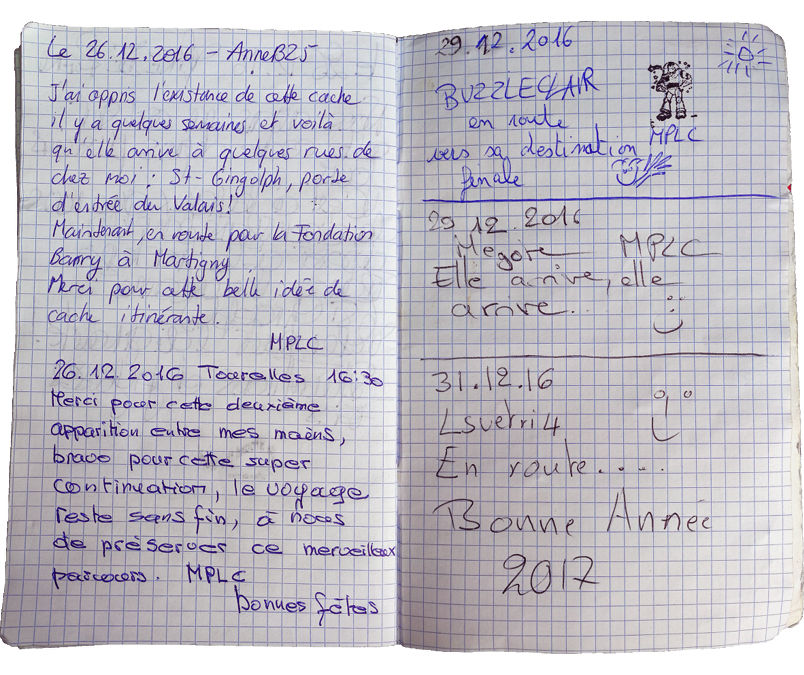 Le 26.12.2016 - AnneB25
J'ai appris l'existance de cette cache
il y a quelques semaines et voilà
qu'elle arrive à quelques rues de
chez moi : St-Gingolph, porte
d'entrée du Valais!
Maintenant, en route pour la Fondation
Barry à Martigny
Merci pour cette belle idée de
cache itinérante.
MPLC
26.12.2016 Tourelles 16:30
Merci pour cette deuxième
apparition entre mes mains,
bravo pour cette super
continuation, le voyage
reste sans fin, à nous
de préserver ce merveilleux
parcours. MPLC
bonnes fêtes
29.12.2016
BUZZLECLAIR
en route
MPLC
vers sa destination
finale
29.12.2016
Megore MPLC
Elle arrive, elle
arrive..
31.12.16
Lsuetri4
En route.....
Bonne Année
2017